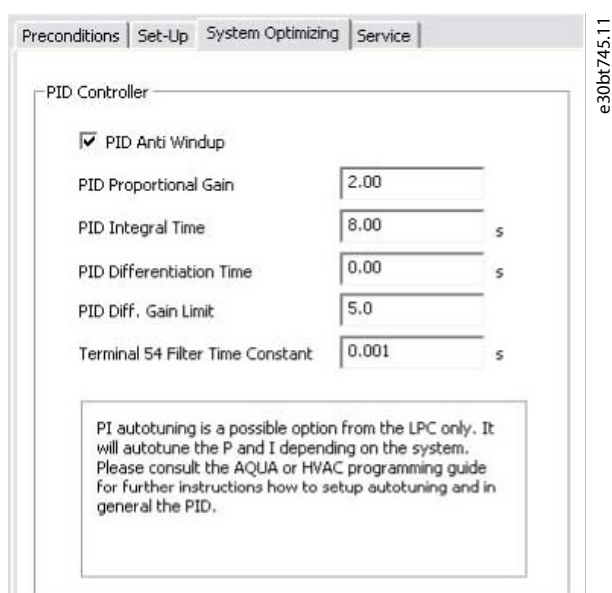 Preconditions Set-Up System Optimizing Service
e30bt745.11
PID Controller
PID Anti Windup
PID Proportional Gain 2.00
PID Integral Time 8.00 s
PID Differentiation Time 0.00 s
PID Diff. Gain Limit 5.0
Terminal 54 Filter Time Constant 0.001 s
PI autotuning is a possible option from the LPC only. It
will autotune the P and I depending on the system.
Please consult the AQUA or HVAC programming guide
for further instructions how to setup autotuning and in
general the PID.